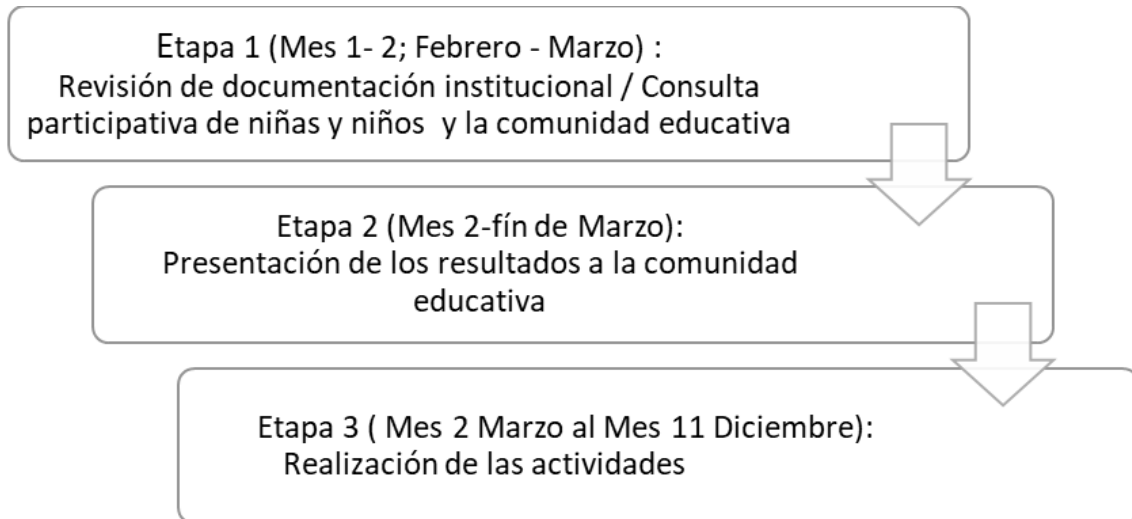 Etapa 1 (Mes 1- 2; Febrero - Marzo) :
Revisión de documentación institucional / Consulta
participativa de niñas y niños y la comunidad educativa
Etapa 2 (Mes 2-fín de Marzo):
Presentación de los resultados a la comunidad
educativa
Etapa 3 ( Mes 2 Marzo al Mes 11 Diciembre):
Realización de las actividades